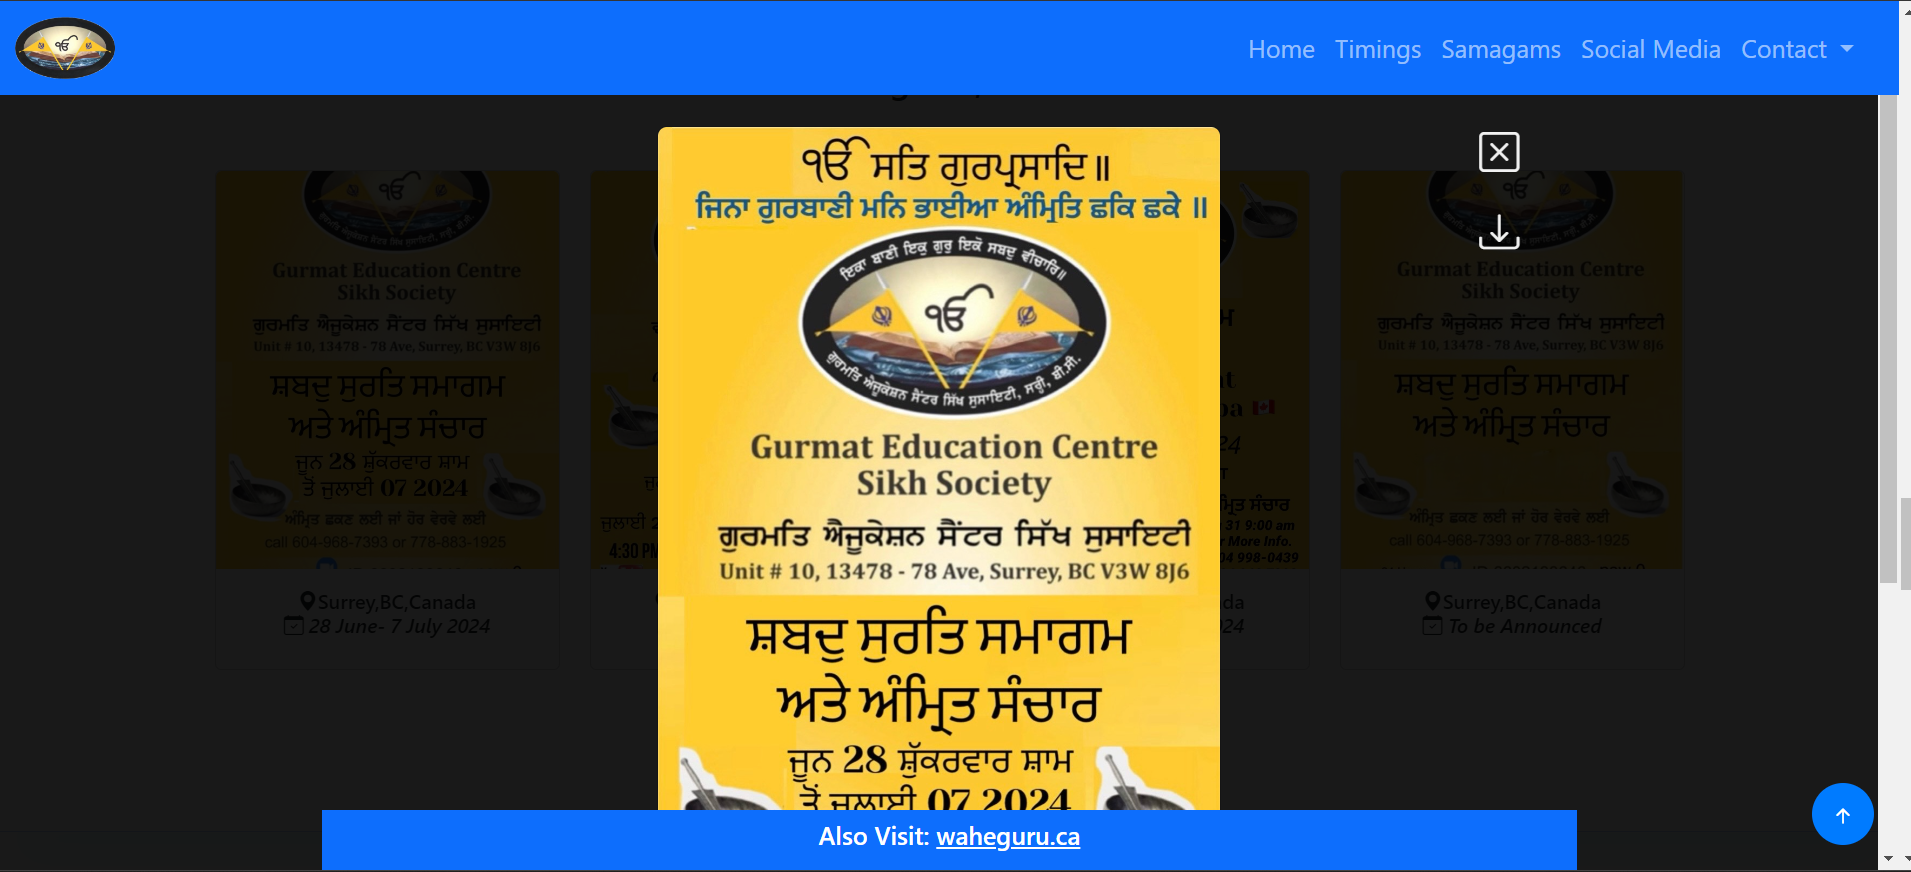 Home Timings Samagams Social Media Contact
ੴ ਸਤਿ ਗੁਰਪ੍ਰਸਾਦਿ॥
ਜਿਨਾ ਗੁਰਬਾਣੀ ਮਨਿ ਭਾਈਆ ਅੰਮ੍ਰਿਤਿ ਛਕਿ ਛਕੇ ॥
ਇਕਾ ਬਾਣੀ ਇਕੁ ਗੁਰੁ ਇਕੋ ਸਬਦੁ ਵੀਚਾਰਿ॥
ੴ
ਗੁਰਮਤਿ ਐਜੂਕੇਸ਼ਨ ਸੈਂਟਰ ਸਿੱਖ ਸੁਸਾਇਟੀ, ਸਰ੍ਹੀ, ਬੀ.ਸੀ.
Gurmat Education Centre
Sikh Society
ਗੁਰਮਤਿ ਐਜੂਕੇਸ਼ਨ ਸੈਂਟਰ ਸਿੱਖ ਸੁਸਾਇਟੀ
Unit # 10, 13478 - 78 Ave, Surrey, BC V3W 8J6
ਸ਼ਬਦੁ ਸੁਰਤਿ ਸਮਾਗਮ
ਅਤੇ ਅੰਮ੍ਰਿਤ ਸੰਚਾਰ
ਜੂਨ 28 ਸ਼ੁੱਕਰਵਾਰ ਸ਼ਾਮ
ਤੋਂ ਜੁਲਾਈ 07 2024
Gurmat Education Centre
Sikh Society
ਗੁਰਮਤਿ ਐਜੂਕੇਸ਼ਨ ਸੈਂਟਰ ਸਿੱਖ ਸੁਸਾਇਟੀ
Unit # 10, 13478 - 78 Ave, Surrey, BC V3W 8J6
ਸ਼ਬਦੁ ਸੁਰਤਿ ਸਮਾਗਮ
ਅਤੇ ਅੰਮ੍ਰਿਤ ਸੰਚਾਰ
ਜੂਨ 28 ਸ਼ੁੱਕਰਵਾਰ ਸ਼ਾਮ
ਤੋਂ ਜੁਲਾਈ 07 2024
ਅੰਮ੍ਰਿਤ ਛਕਣ ਲਈ ਜਾਂ ਹੋਰ ਵੇਰਵੇ ਲਈ
call 604-968-7393 or 778-883-1925
Surrey,BC,Canada
28 June- 7 July 2024
4:30 PM
31 9:00 am
More Info.
04 998-0439
Gurmat Education Centre
Sikh Society
ਗੁਰਮਤਿ ਐਜੂਕੇਸ਼ਨ ਸੈਂਟਰ ਸਿੱਖ ਸੁਸਾਇਟੀ
Unit # 10, 13478 - 78 Ave, Surrey, BC V3W 8J6
ਸ਼ਬਦੁ ਸੁਰਤਿ ਸਮਾਗਮ
ਅਤੇ ਅੰਮ੍ਰਿਤ ਸੰਚਾਰ
ਅੰਮ੍ਰਿਤ ਛਕਣ ਲਈ ਜਾਂ ਹੋਰ ਵੇਰਵੇ ਲਈ
call 604-968-7393 or 778-883-1925
Surrey,BC,Canada
To be Announced
Also Visit: waheguru.ca